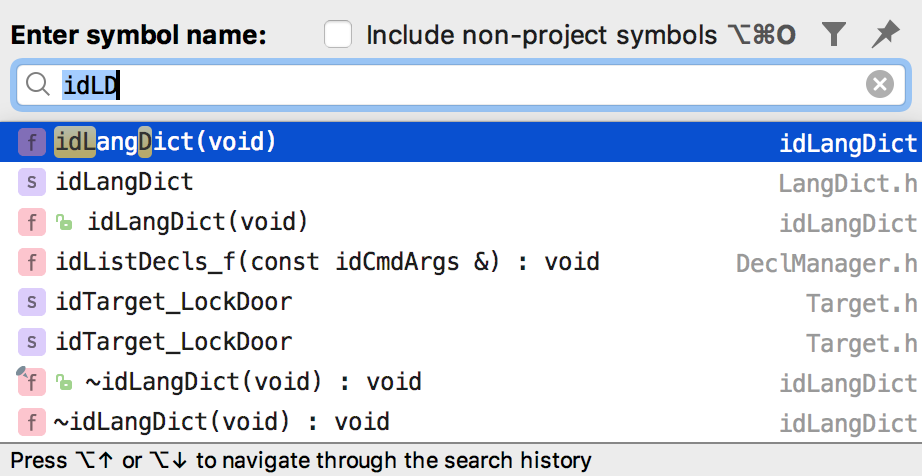 Enter symbol name: Include non-project symbols ⌥⌘O
idLD
f idLangDict(void) idLangDict
s idLangDict LangDict.h
f idLangDict(void) idLangDict
f idListDecls_f(const idCmdArgs &) : void DeclManager.h
s idTarget_LockDoor Target.h
s idTarget_LockDoor Target.h
f ~idLangDict(void) : void idLangDict
f ~idLangDict(void) : void idLangDict
Press ⌥↑ or ⌥↓ to navigate through the search history